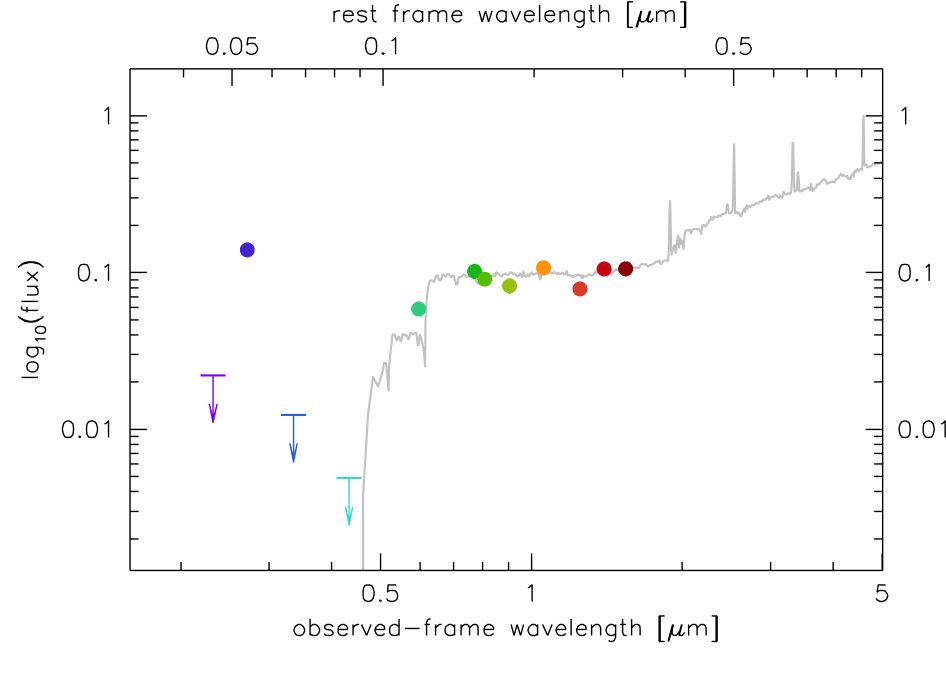 rest frame wavelength [μm]
0.05 0.1 0.5
1 1
0.1 0.1
0.01 0.01
log10(flux)
0.5 1 5
observed-frame wavelength [μm]